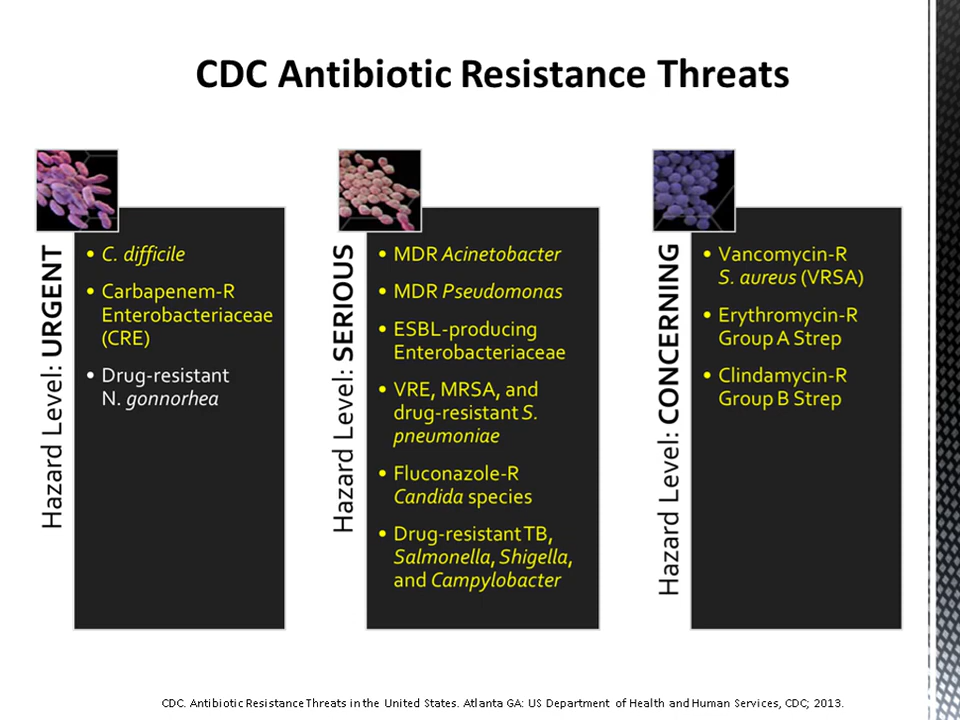 CDC Antibiotic Resistance Threats
Hazard Level: URGENT
• C. difficile
• Carbapenem-R
Enterobacteriaceae
(CRE)
• Drug-resistant
N. gonnorhea
Hazard Level: SERIOUS
• MDR Acinetobacter
• MDR Pseudomonas
• ESBL-producing
Enterobacteriaceae
• VRE, MRSA, and
drug-resistant S.
pneumoniae
• Fluconazole-R
Candida species
• Drug-resistant TB,
Salmonella, Shigella,
and Campylobacter
Hazard Level: CONCERNING
• Vancomycin-R
S. aureus (VRSA)
• Erythromycin-R
Group A Strep
• Clindamycin-R
Group B Strep
CDC. Antibiotic Resistance Threats in the United States. Atlanta GA: US Department of Health and Human Services, CDC; 2013.